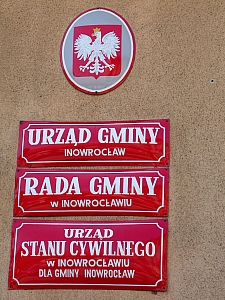 URZĄD GMINY
INOWROCŁAW
RADA GMINY
w INOWROCŁAWIU
URZĄD
STANU CYWILNEGO
w INOWROCŁAWIU
DLA GMINY INOWROCŁAW